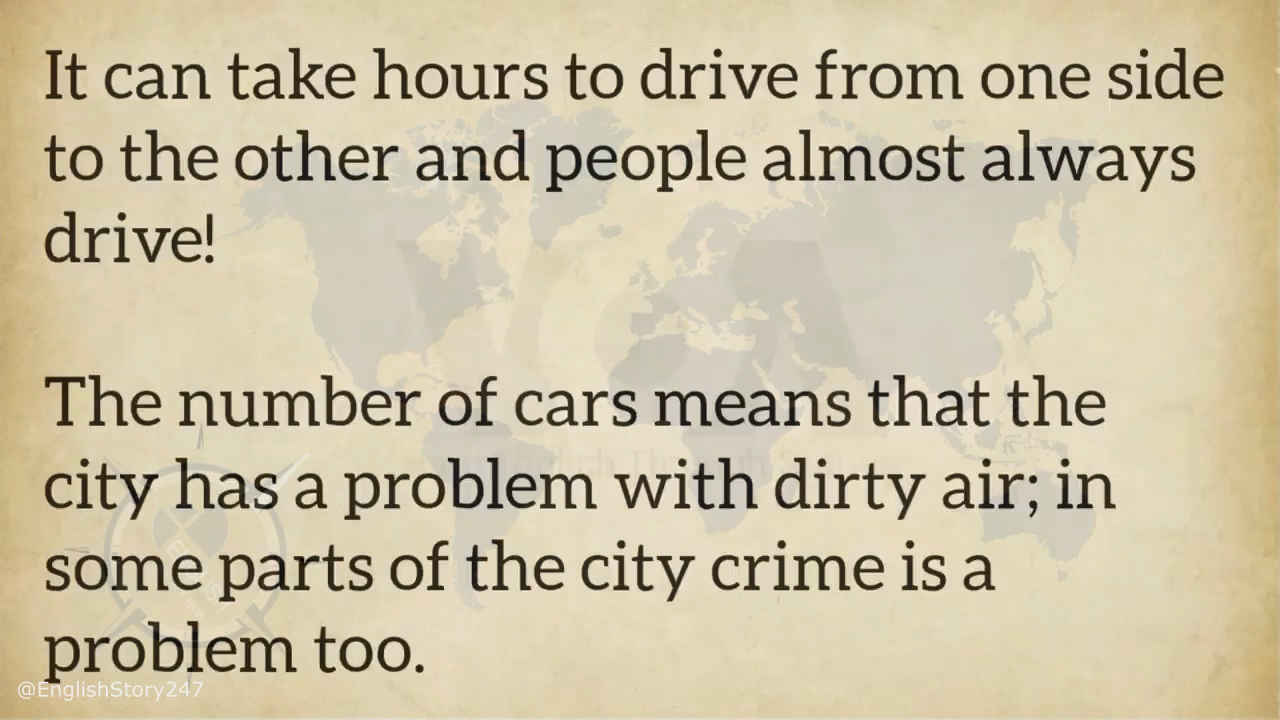 It can take hours to drive from one side
to the other and people almost always
drive!
The number of cars means that the
city has a problem with dirty air; in
some parts of the city crime is a
problem too.
@EnglishStory247